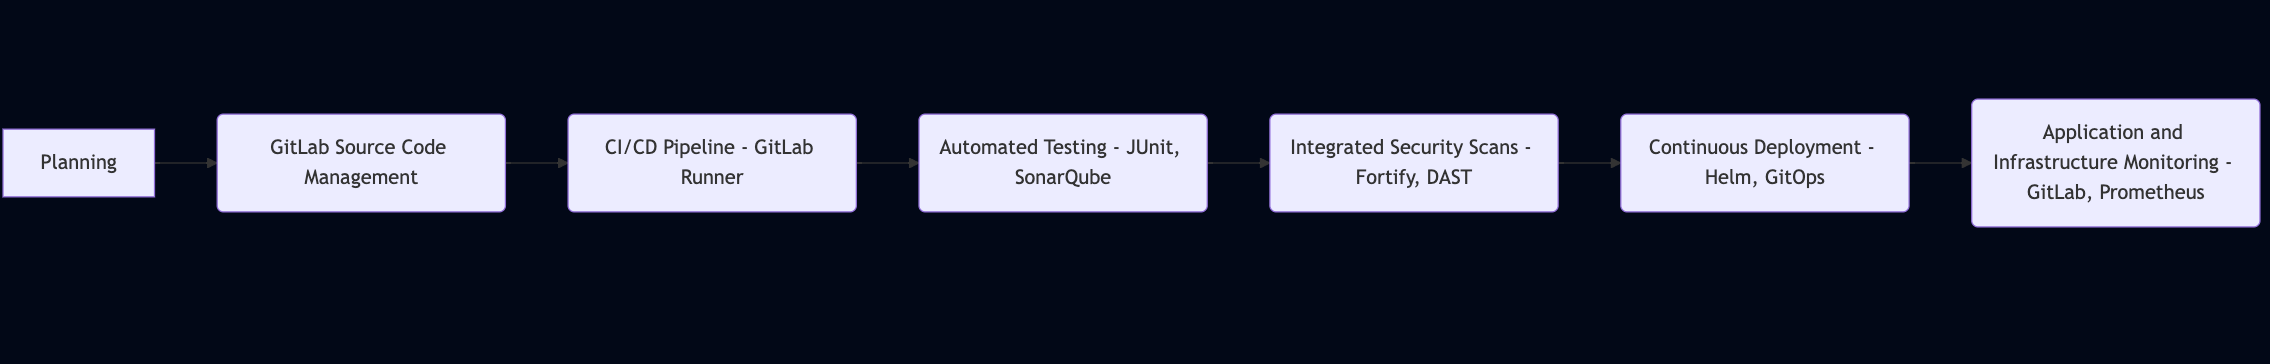 Planning
GitLab Source Code
Management
CI/CD Pipeline - GitLab
Runner
Automated Testing - JUnit,
SonarQube
Integrated Security Scans -
Fortify, DAST
Continuous Deployment -
Helm, GitOps
Application and
Infrastructure Monitoring -
GitLab, Prometheus